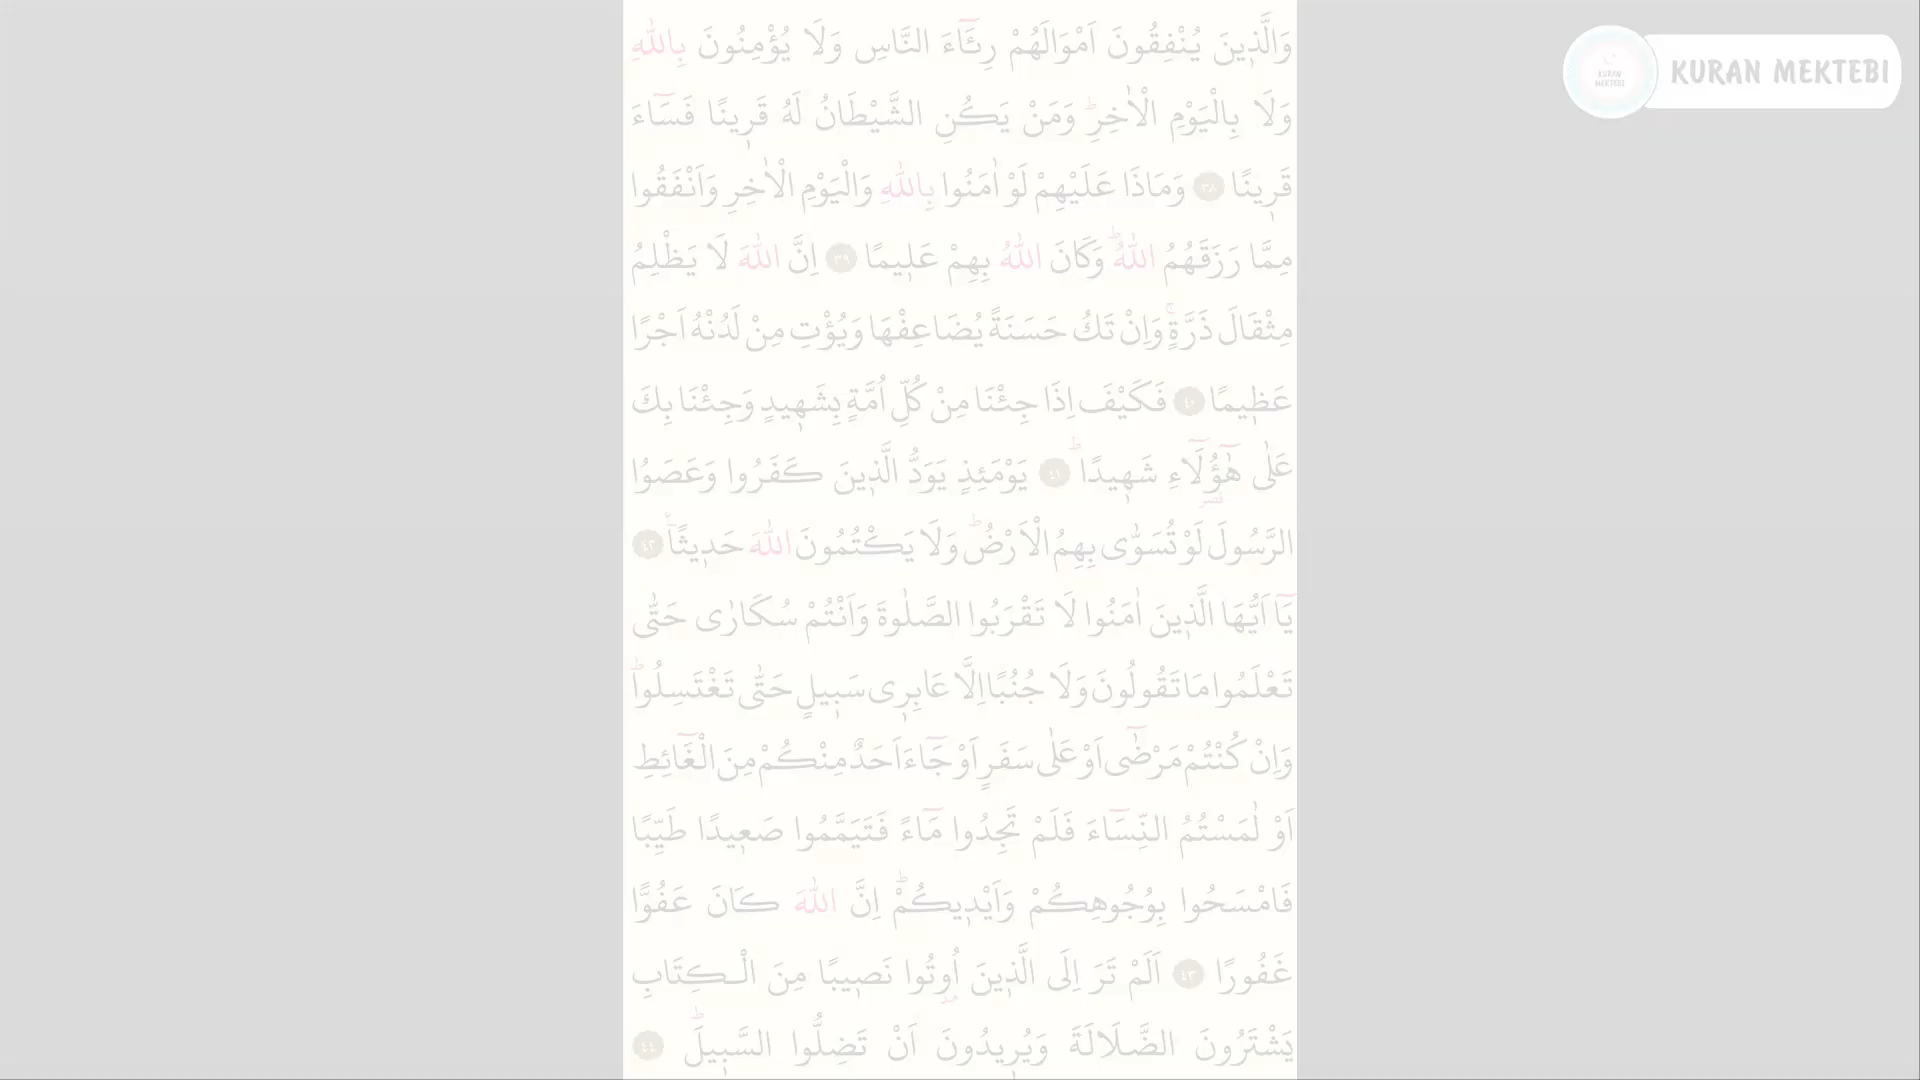 وَالَّذ۪ينَ يُنْفِقُونَ اَمْوَالَهُمْ رِئَٓاءَ النَّاسِ وَلَا يُؤْمِنُونَ بِاللّٰهِ
وَلَا بِالْيَوْمِ الْاٰخِرِۜ وَمَنْ يَكُنِ الشَّيْطَانُ لَهُ قَر۪ينًا فَسَٓاءَ
قَر۪ينًا ﴿٣٨﴾ وَمَاذَا عَلَيْهِمْ لَوْ اٰمَنُوا بِاللّٰهِ وَالْيَوْمِ الْاٰخِرِ وَاَنْفَقُوا
مِمَّا رَزَقَهُمُ اللّٰهُۜ وَكَانَ اللّٰهُ بِهِمْ عَل۪يمًا ﴿٣٩﴾ اِنَّ اللّٰهَ لَا يَظْلِمُ
مِثْقَالَ ذَرَّةٍۚ وَاِنْ تَكُ حَسَنَةً يُضَاعِفْهَا وَيُؤْتِ مِنْ لَدُنْهُ اَجْرًا
عَظ۪يمًا ﴿٤٠﴾ فَكَيْفَ اِذَا جِئْنَا مِنْ كُلِّ اُمَّةٍ بِشَه۪يدٍ وَجِئْنَا بِكَ
عَلٰى هٰٓؤُ۬لَٓاءِ شَه۪يدًاۜ ﴿٤١﴾ يَوْمَئِذٍ يَوَدُّ الَّذ۪ينَ كَفَرُوا وَعَصَوُا
الرَّسُولَ لَوْ تُسَوّٰى بِهِمُ الْاَرْضُۜ وَلَا يَكْتُمُونَ اللّٰهَ حَد۪يثًا۟ ﴿٤٢﴾
يَٓا اَيُّهَا الَّذ۪ينَ اٰمَنُوا لَا تَقْرَبُوا الصَّلٰوةَ وَاَنْتُمْ سُكَارٰى حَتّٰى
تَعْلَمُوا مَا تَقُولُونَ وَلَا جُنُبًا اِلَّا عَابِر۪ى سَب۪يلٍ حَتّٰى تَغْتَسِلُواۜ
وَاِنْ كُنْتُمْ مَرْضٰٓى اَوْ عَلٰى سَفَرٍ اَوْ جَٓاءَ اَحَدٌ مِنْكُمْ مِنَ الْغَٓائِطِ
اَوْ لٰمَسْتُمُ النِّسَٓاءَ فَلَمْ تَجِدُوا مَٓاءً فَتَيَمَّمُوا صَع۪يدًا طَيِّبًا
فَامْسَحُوا بِوُجُوهِكُمْ وَاَيْد۪يكُمْۜ اِنَّ اللّٰهَ كَانَ عَفُوًّا
غَفُورًا ﴿٤٣﴾ اَلَمْ تَرَ اِلَى الَّذ۪ينَ اُو۫تُوا نَص۪يبًا مِنَ الْكِتَابِ
يَشْتَرُونَ الضَّلَالَةَ وَيُر۪يدُونَ اَنْ تَضِلُّوا السَّب۪يلَۜ ﴿٤٤﴾
KURAN MEKTEBI
KURAN
MEKTEBI